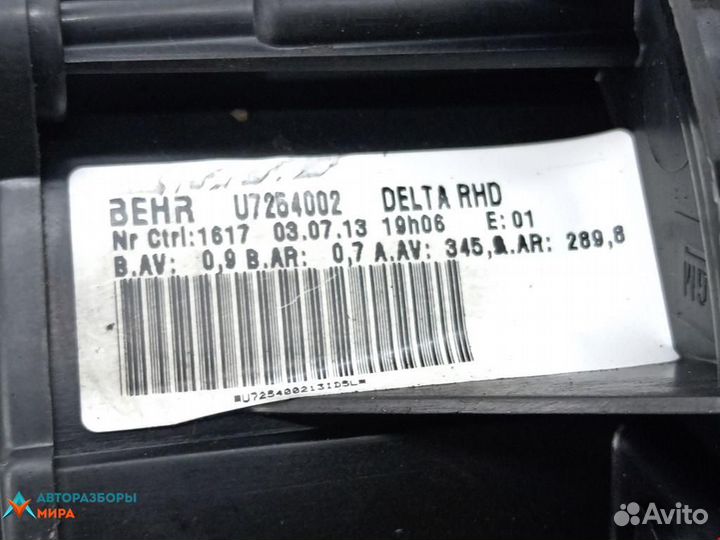 BEHR U7264002 DELTA RHD
Nr Ctrl:1617 03.07.13 19h06 E:01
B.AV: 0,9 B.AR: 0,7 A.AV: 345, A.AR: 289,8
АВТОРАЗБОРЫ
МИРА
Avito